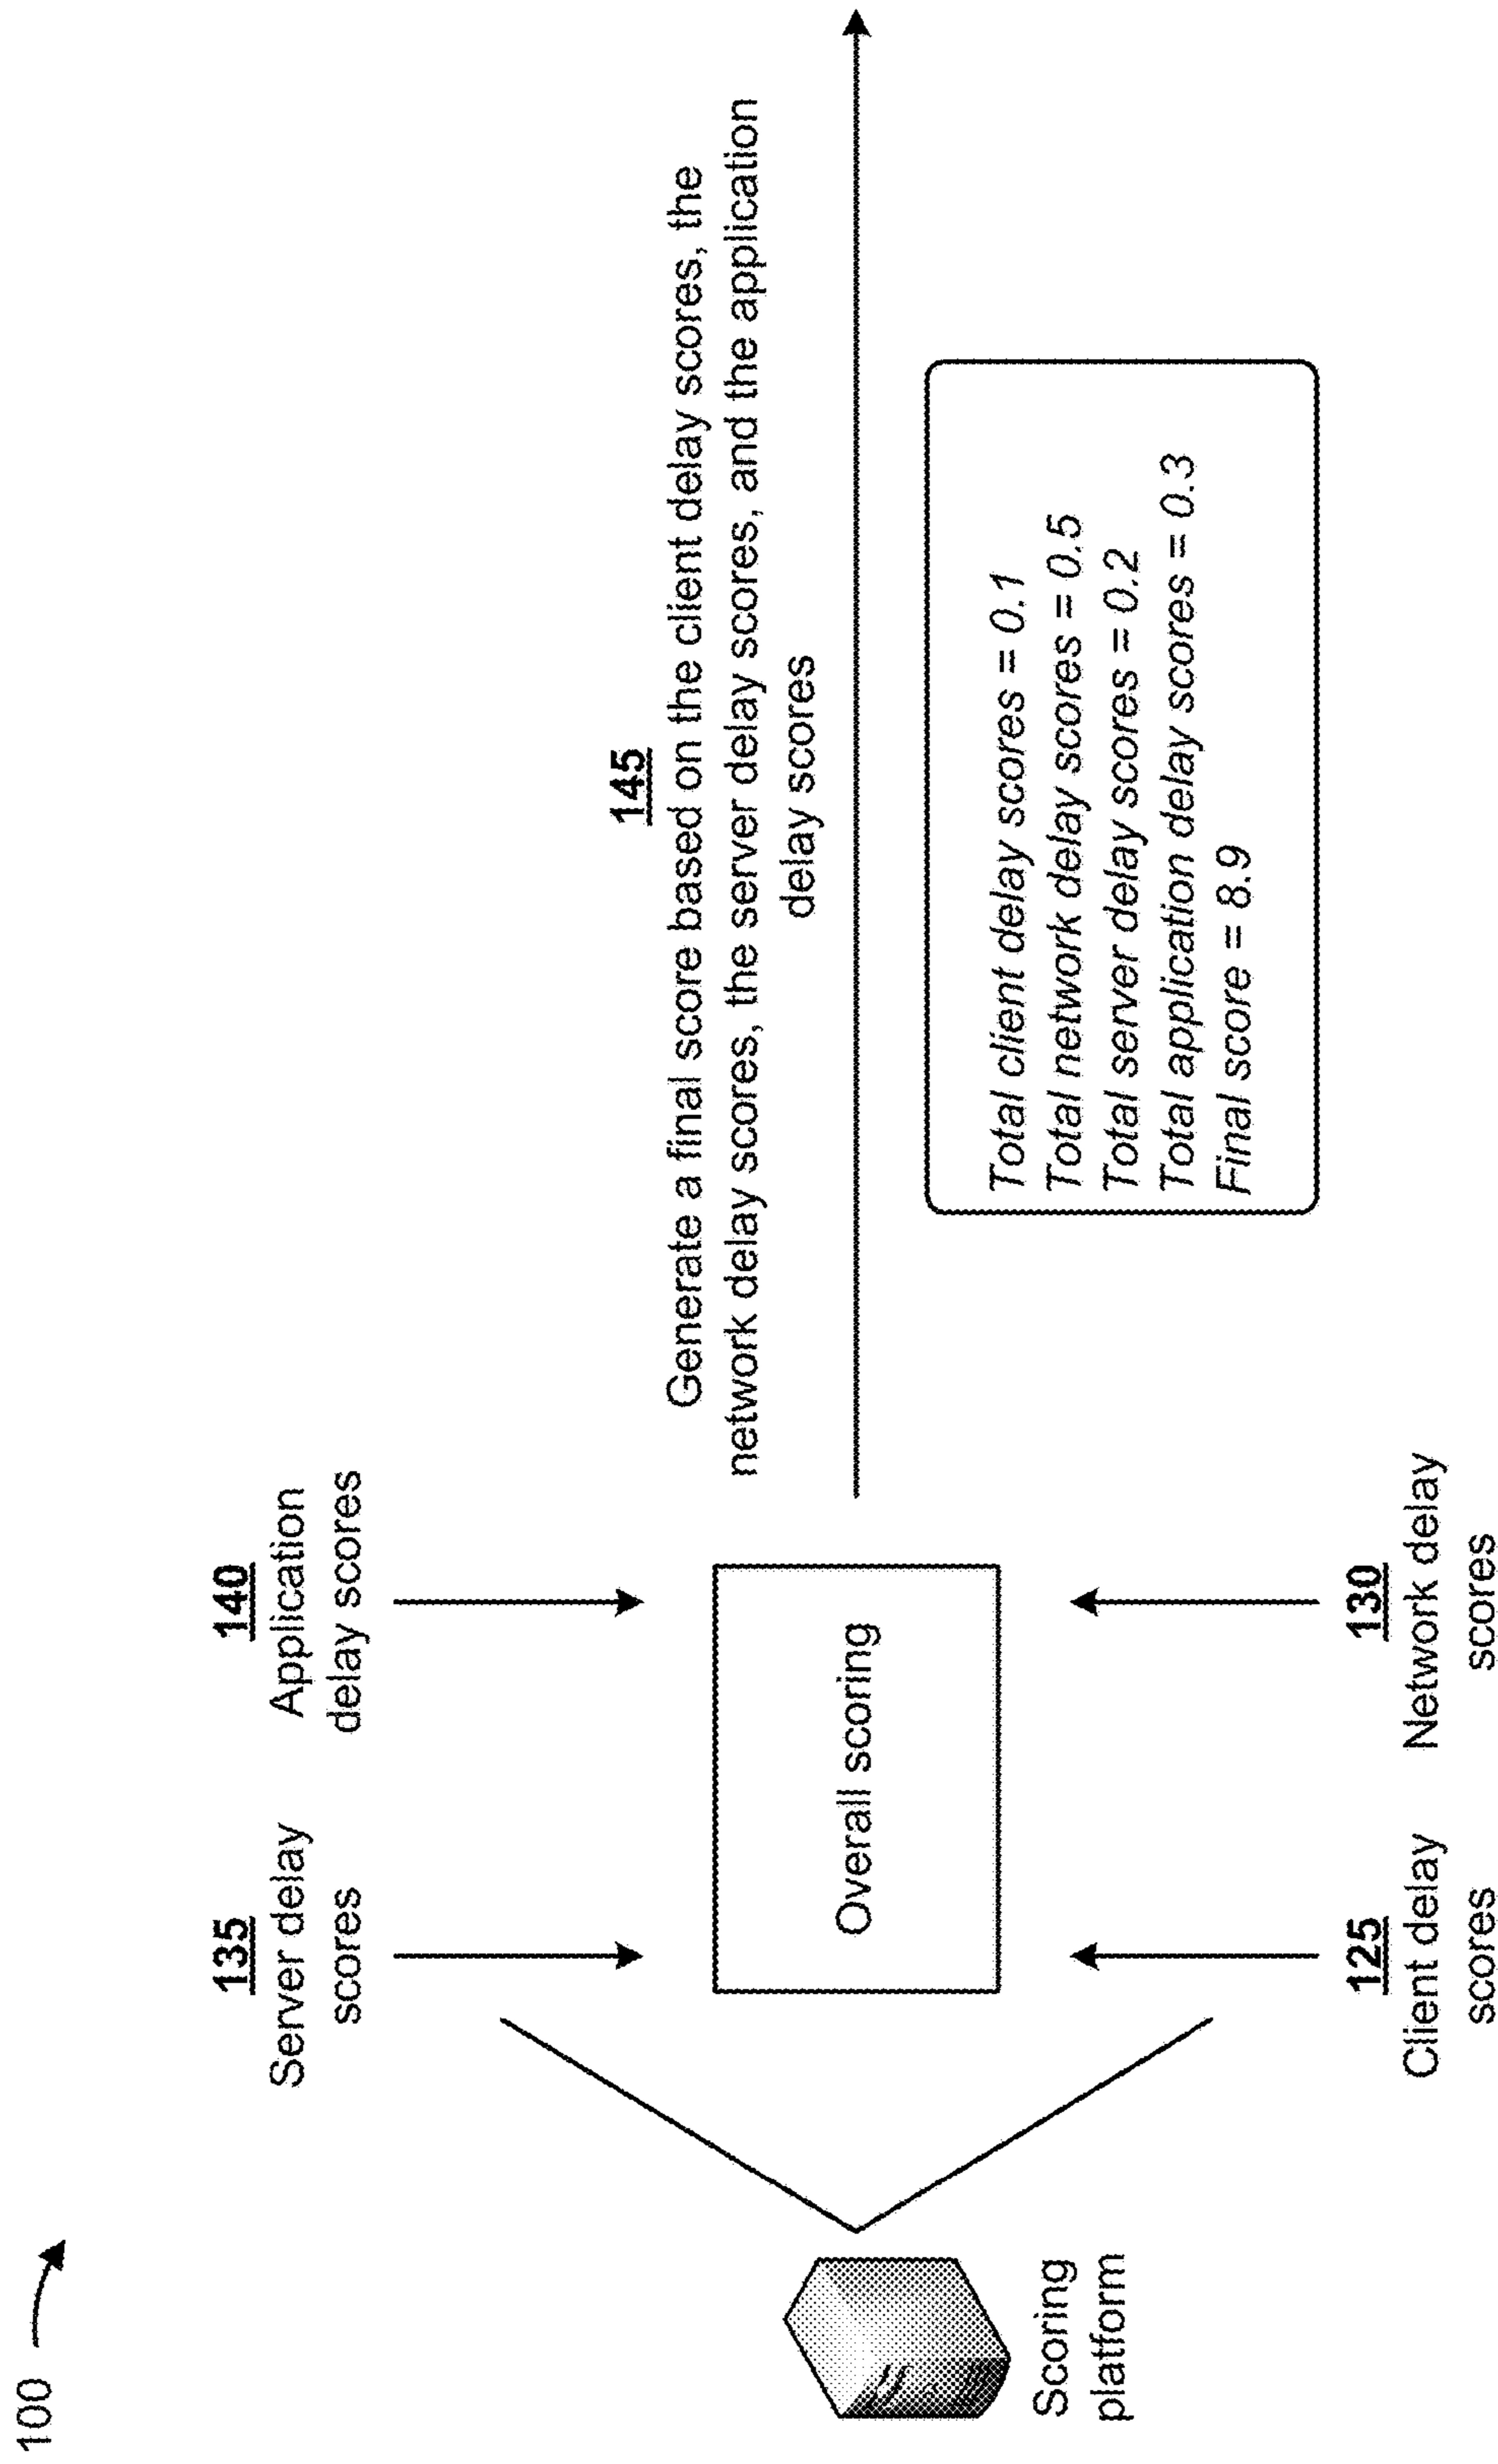 100
135
Server delay
scores
140
Application
delay scores
145
Generate a final score based on the client delay scores, the
network delay scores, the server delay scores, and the application
delay scores
Overall scoring
Scoring
platform
Total client delay scores = 0.1
Total network delay scores = 0.5
Total server delay scores = 0.2
Total application delay scores = 0.3
Final score = 8.9
125
Client delay
scores
130
Network delay
scores